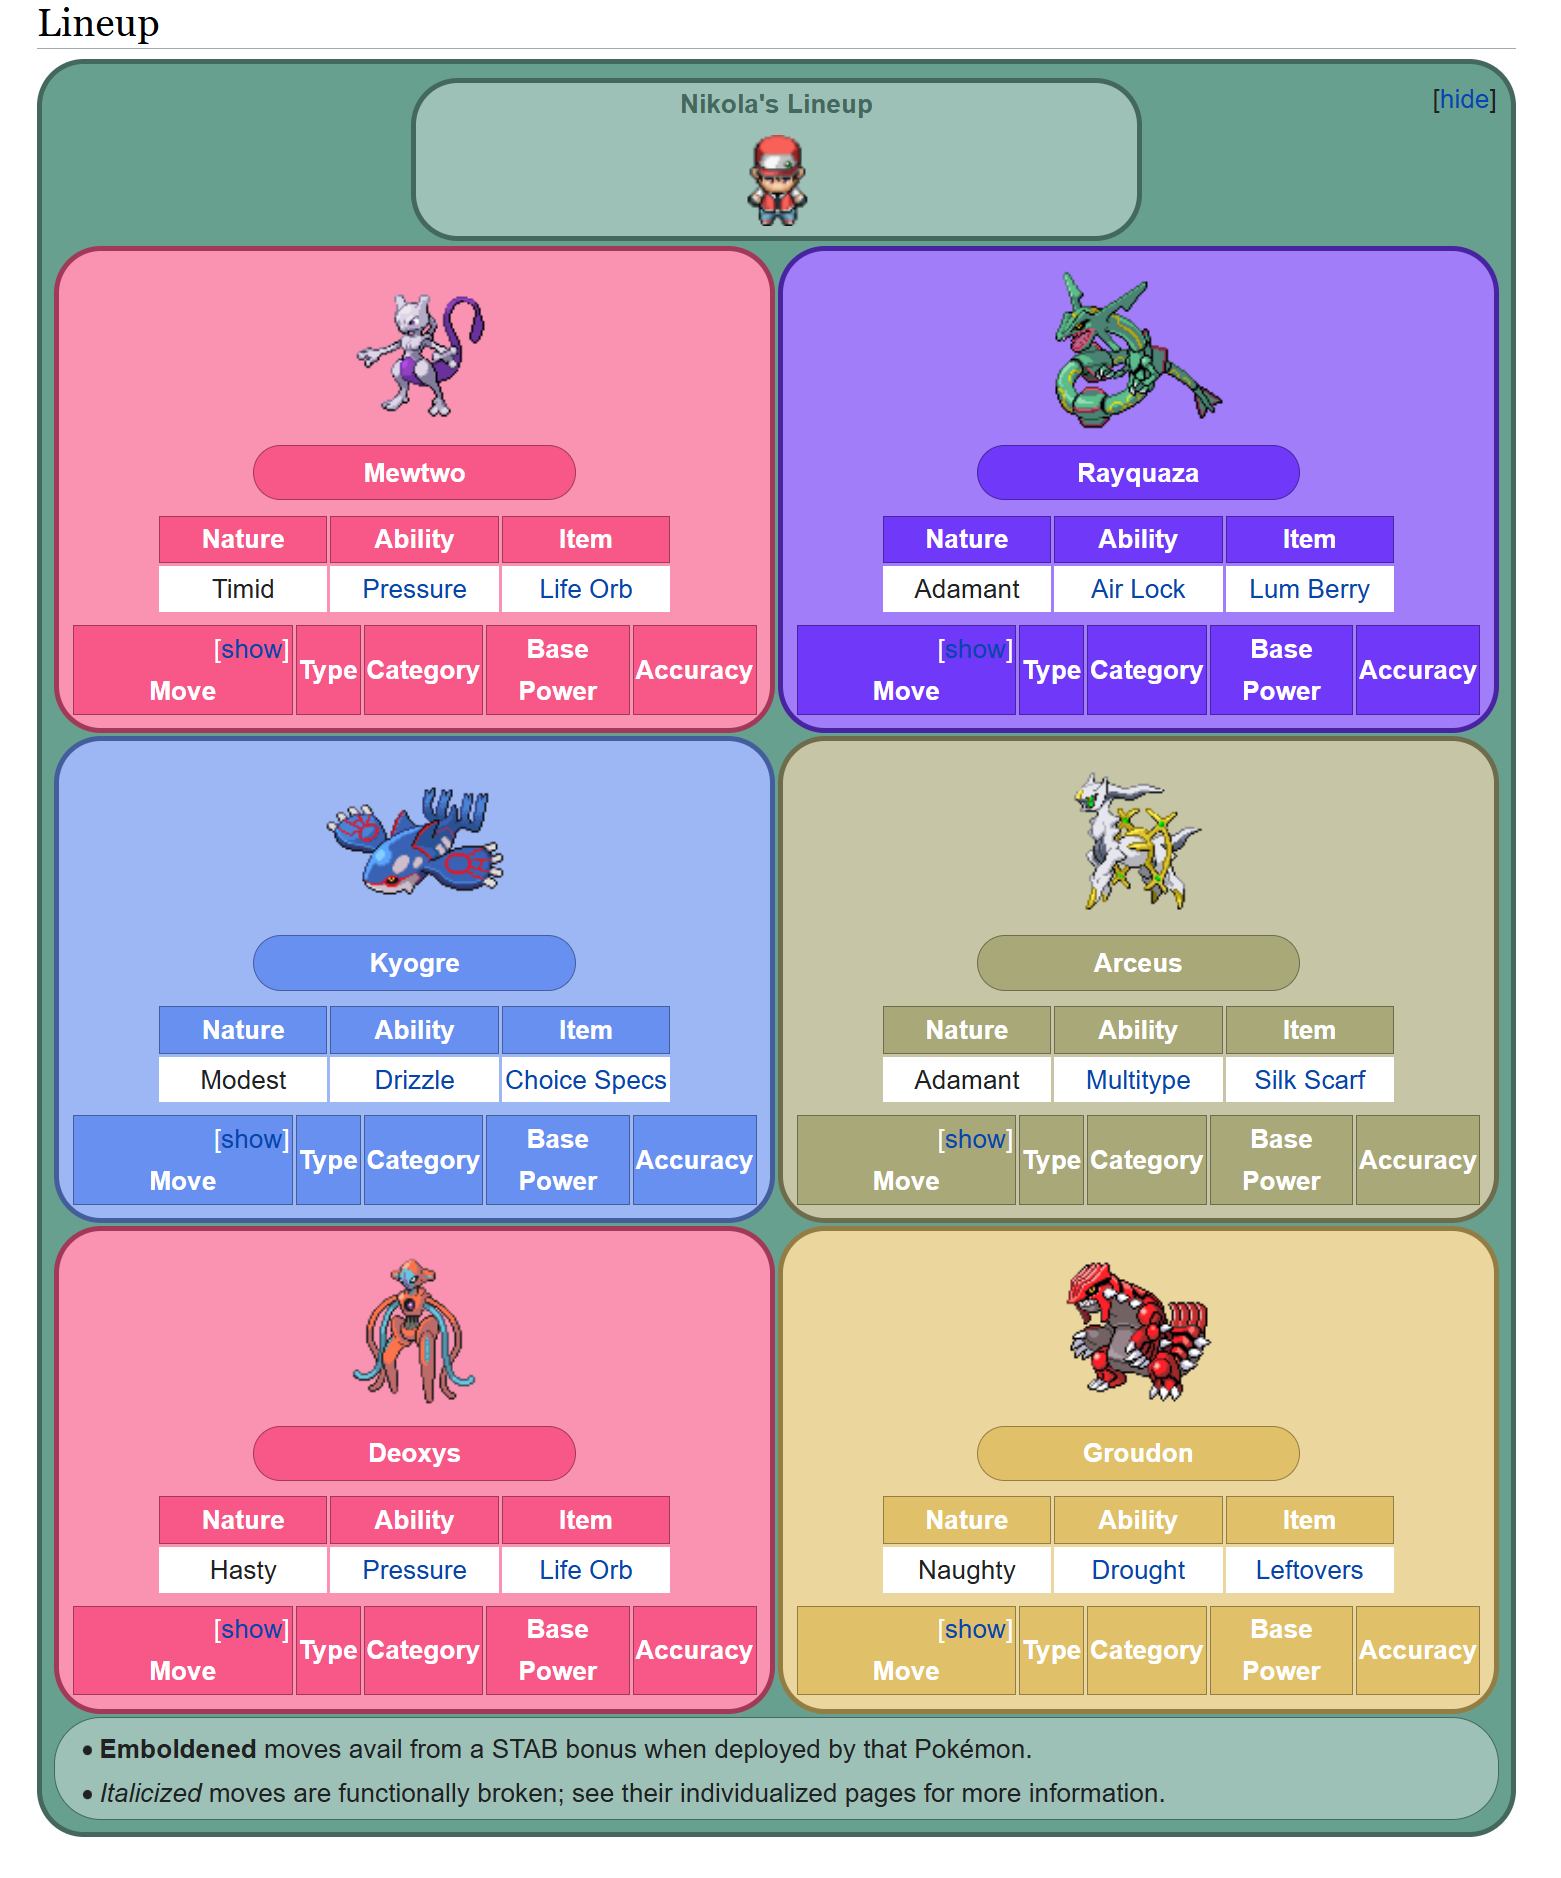 Lineup
Nikola's Lineup
[hide]
Mewtwo
Nature Ability Item
Timid Pressure Life Orb
[show]
Move Type Category Base Power Accuracy
Rayquaza
Nature Ability Item
Adamant Air Lock Lum Berry
[show]
Move Type Category Base Power Accuracy
Kyogre
Nature Ability Item
Modest Drizzle Choice Specs
[show]
Move Type Category Base Power Accuracy
Arceus
Nature Ability Item
Adamant Multitype Silk Scarf
[show]
Move Type Category Base Power Accuracy
Deoxys
Nature Ability Item
Hasty Pressure Life Orb
[show]
Move Type Category Base Power Accuracy
Groudon
Nature Ability Item
Naughty Drought Leftovers
[show]
Move Type Category Base Power Accuracy
• Emboldened moves avail from a STAB bonus when deployed by that Pokémon.
• Italicized moves are functionally broken; see their individualized pages for more information.